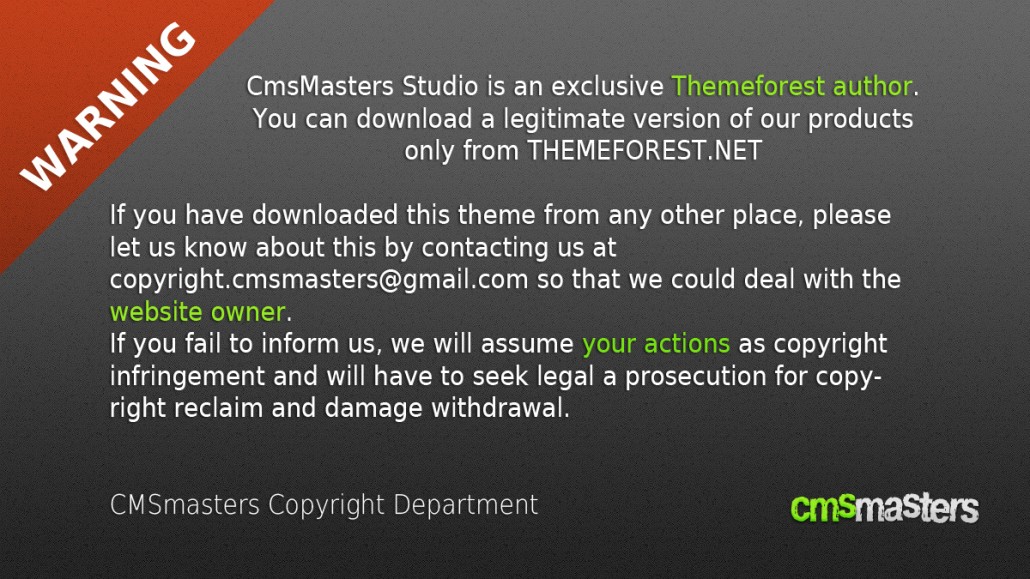 WARNING
CmsMasters Studio is an exclusive Themeforest author.
You can download a legitimate version of our products
only from THEMEFOREST.NET
If you have downloaded this theme from any other place, please
let us know about this by contacting us at
copyright.cmsmasters@gmail.com so that we could deal with the
website owner.
If you fail to inform us, we will assume your actions as copyright
infringement and will have to seek legal a prosecution for copy-
right reclaim and damage withdrawal.
CMSmasters Copyright Department
cmsmasters